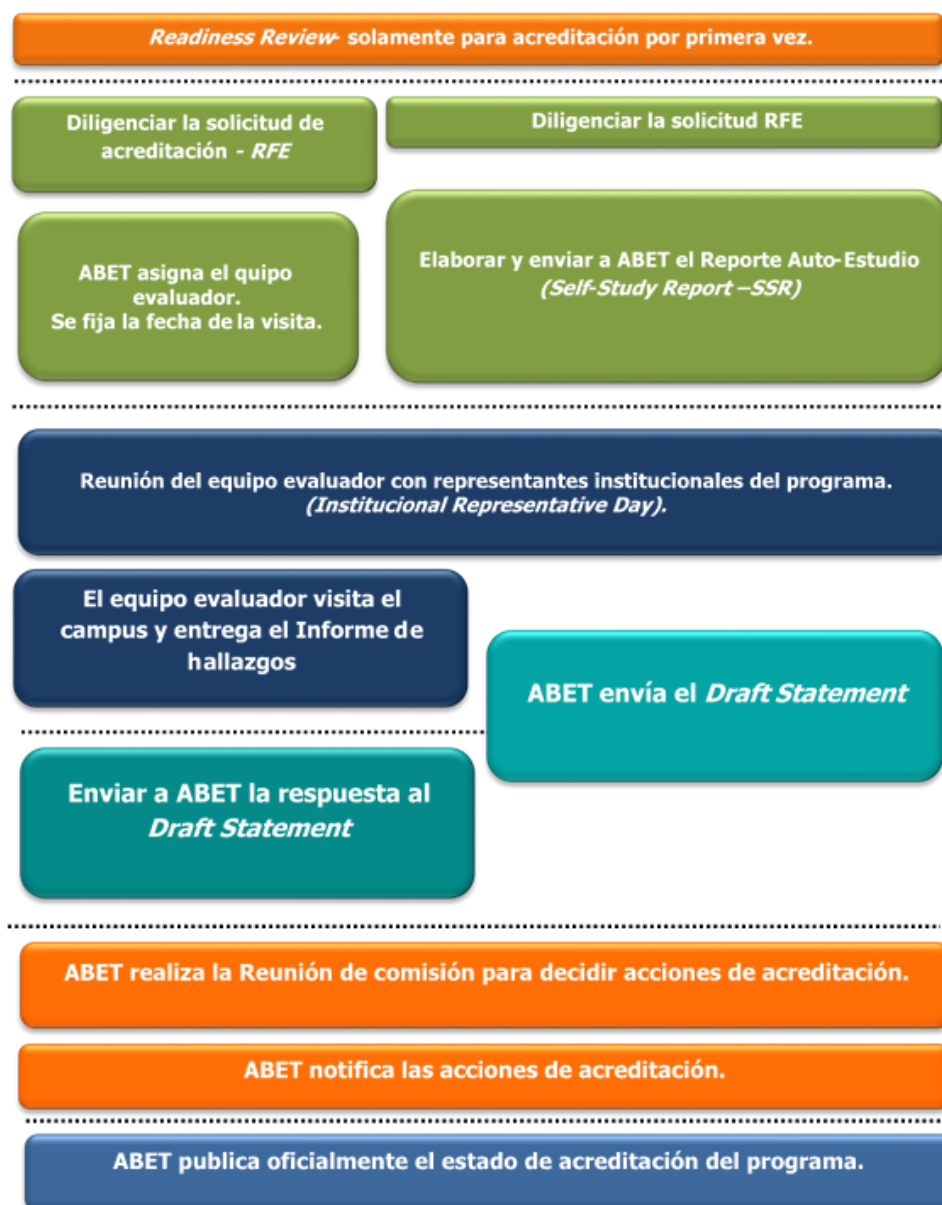 Readiness Review- solamente para acreditación por primera vez.
Diligenciar la solicitud de
acreditación - RFE
Diligenciar la solicitud RFE
ABET asigna el quipo
evaluador.
Se fija la fecha de la visita.
Elaborar y enviar a ABET el Reporte Auto-Estudio
(Self-Study Report –SSR)
Reunión del equipo evaluador con representantes institucionales del programa.
(Institucional Representative Day).
El equipo evaluador visita el
campus y entrega el Informe de
hallazgos
ABET envía el Draft Statement
Enviar a ABET la respuesta al
Draft Statement
ABET realiza la Reunión de comisión para decidir acciones de acreditación.
ABET notifica las acciones de acreditación.
ABET publica oficialmente el estado de acreditación del programa.